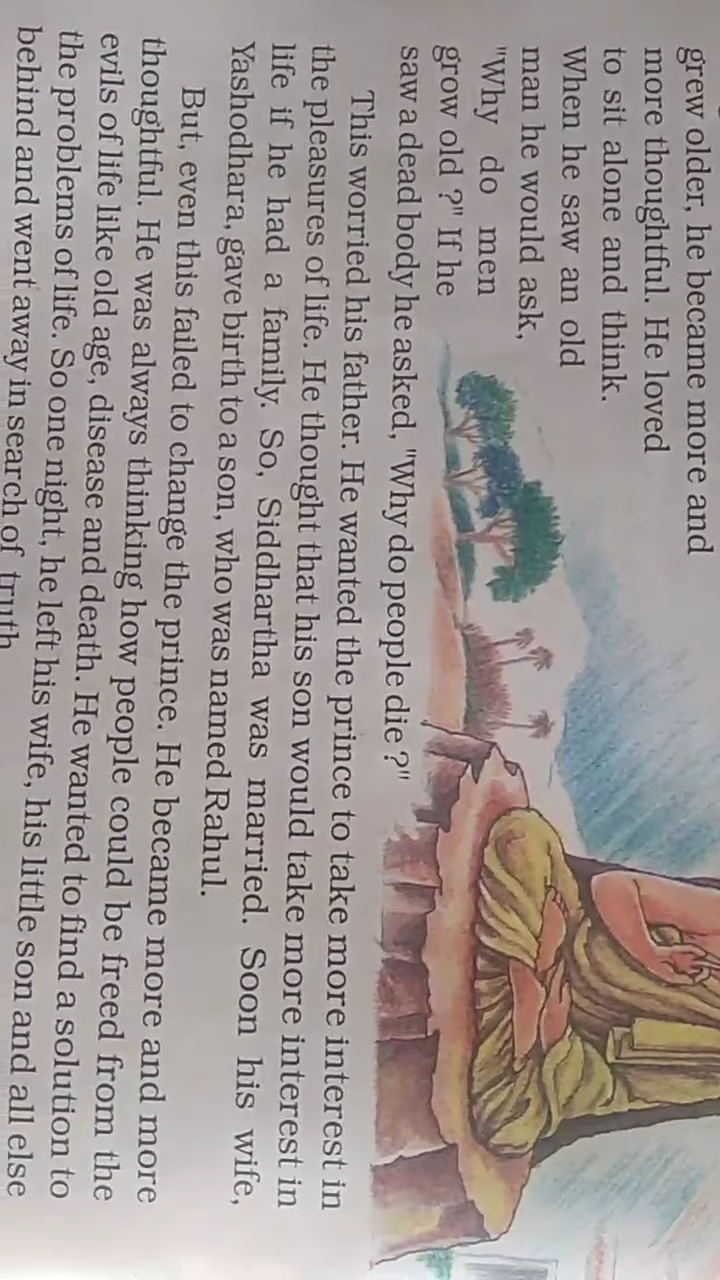 grew older, he became more and
more thoughtful. He loved
to sit alone and think.
When he saw an old
man he would ask,
"Why do men
grow old ?" If he
saw a dead body he asked, "Why do people die ?"
This worried his father. He wanted the prince to take more interest in
the pleasures of life. He thought that his son would take more interest in
life if he had a family. So, Siddhartha was married. Soon his wife,
Yashodhara, gave birth to a son, who was named Rahul.
But, even this failed to change the prince. He became more and more
thoughtful. He was always thinking how people could be freed from the
evils of life like old age, disease and death. He wanted to find a solution to
the problems of life. So one night, he left his wife, his little son and all else
behind and went away in search of truth